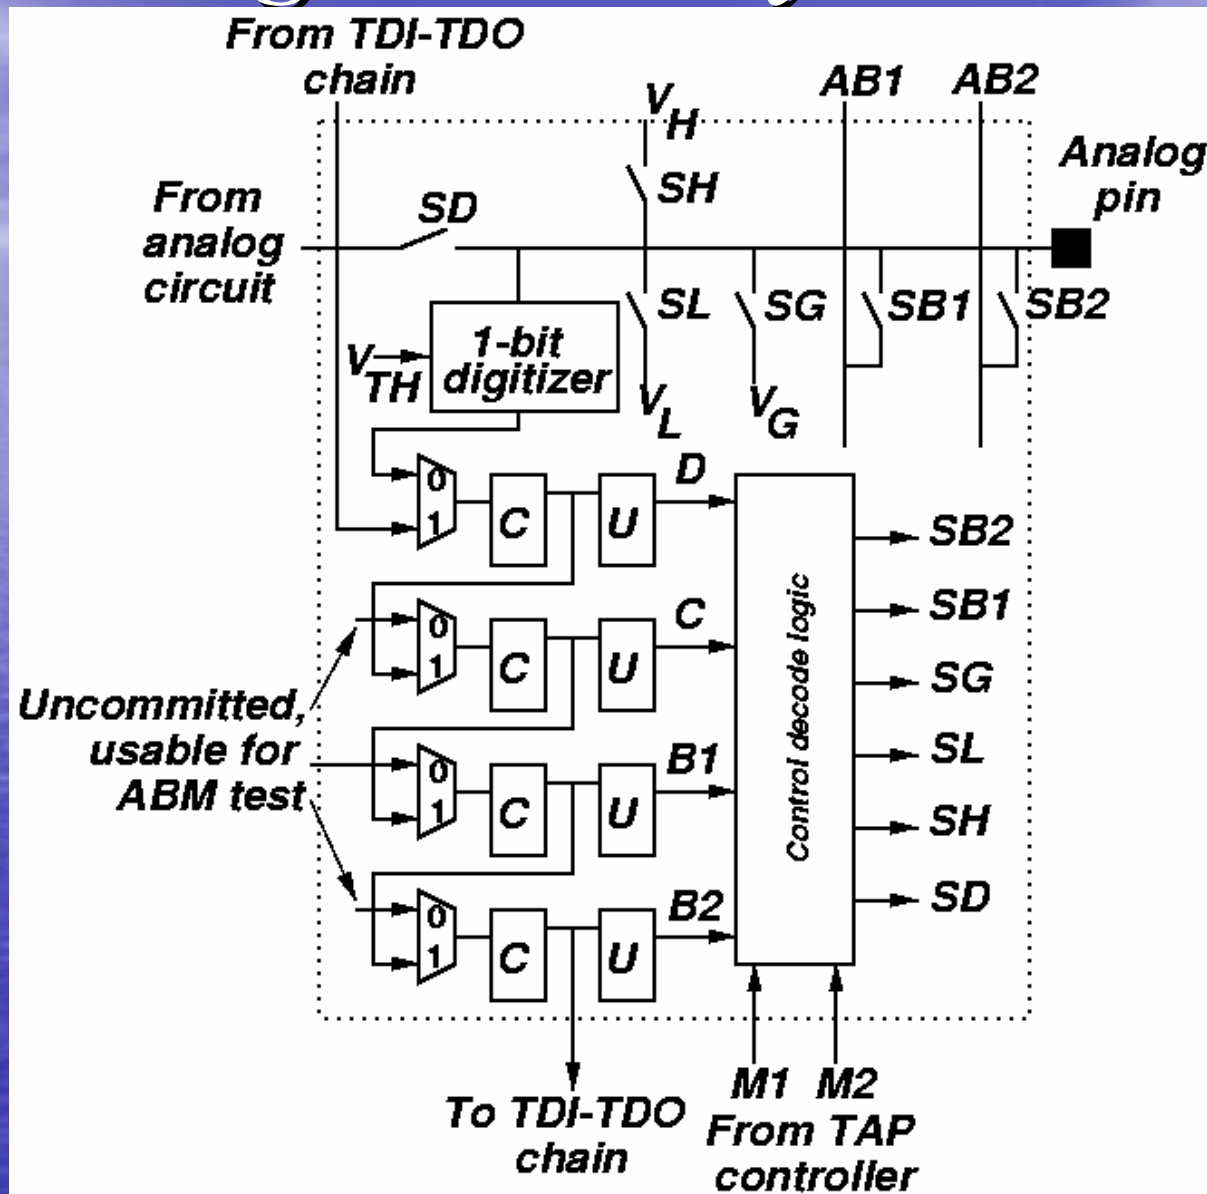 From TDI-TDO
chain
AB1
AB2
V
H
Analog
pin
SH
From
analog
circuit
SD
SL
SG
SB1
SB2
1-bit
digitizer
V
TH
V
L
V
G
0
1
C
U
D
SB2
0
1
C
U
C
SB1
Control decode logic
SG
Uncommitted,
usable for
ABM test
0
1
C
U
B1
SL
SH
0
1
C
U
B2
SD
M1
M2
From TAP
controller
To TDI-TDO
chain